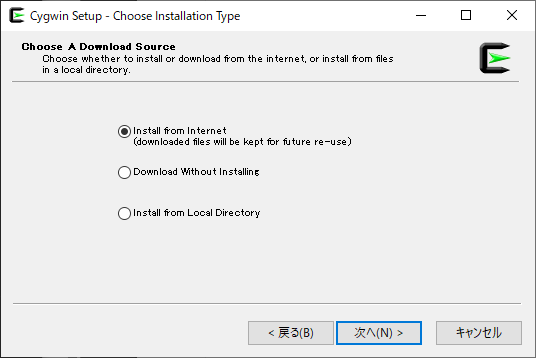 Cygwin Setup - Choose Installation Type
Choose A Download Source
Choose whether to install or download from the internet, or install from files
in a local directory.
Install from Internet
(downloaded files will be kept for future re-use)
Download Without Installing
Install from Local Directory
< 戻る(B)
次へ(N) >
キャンセル